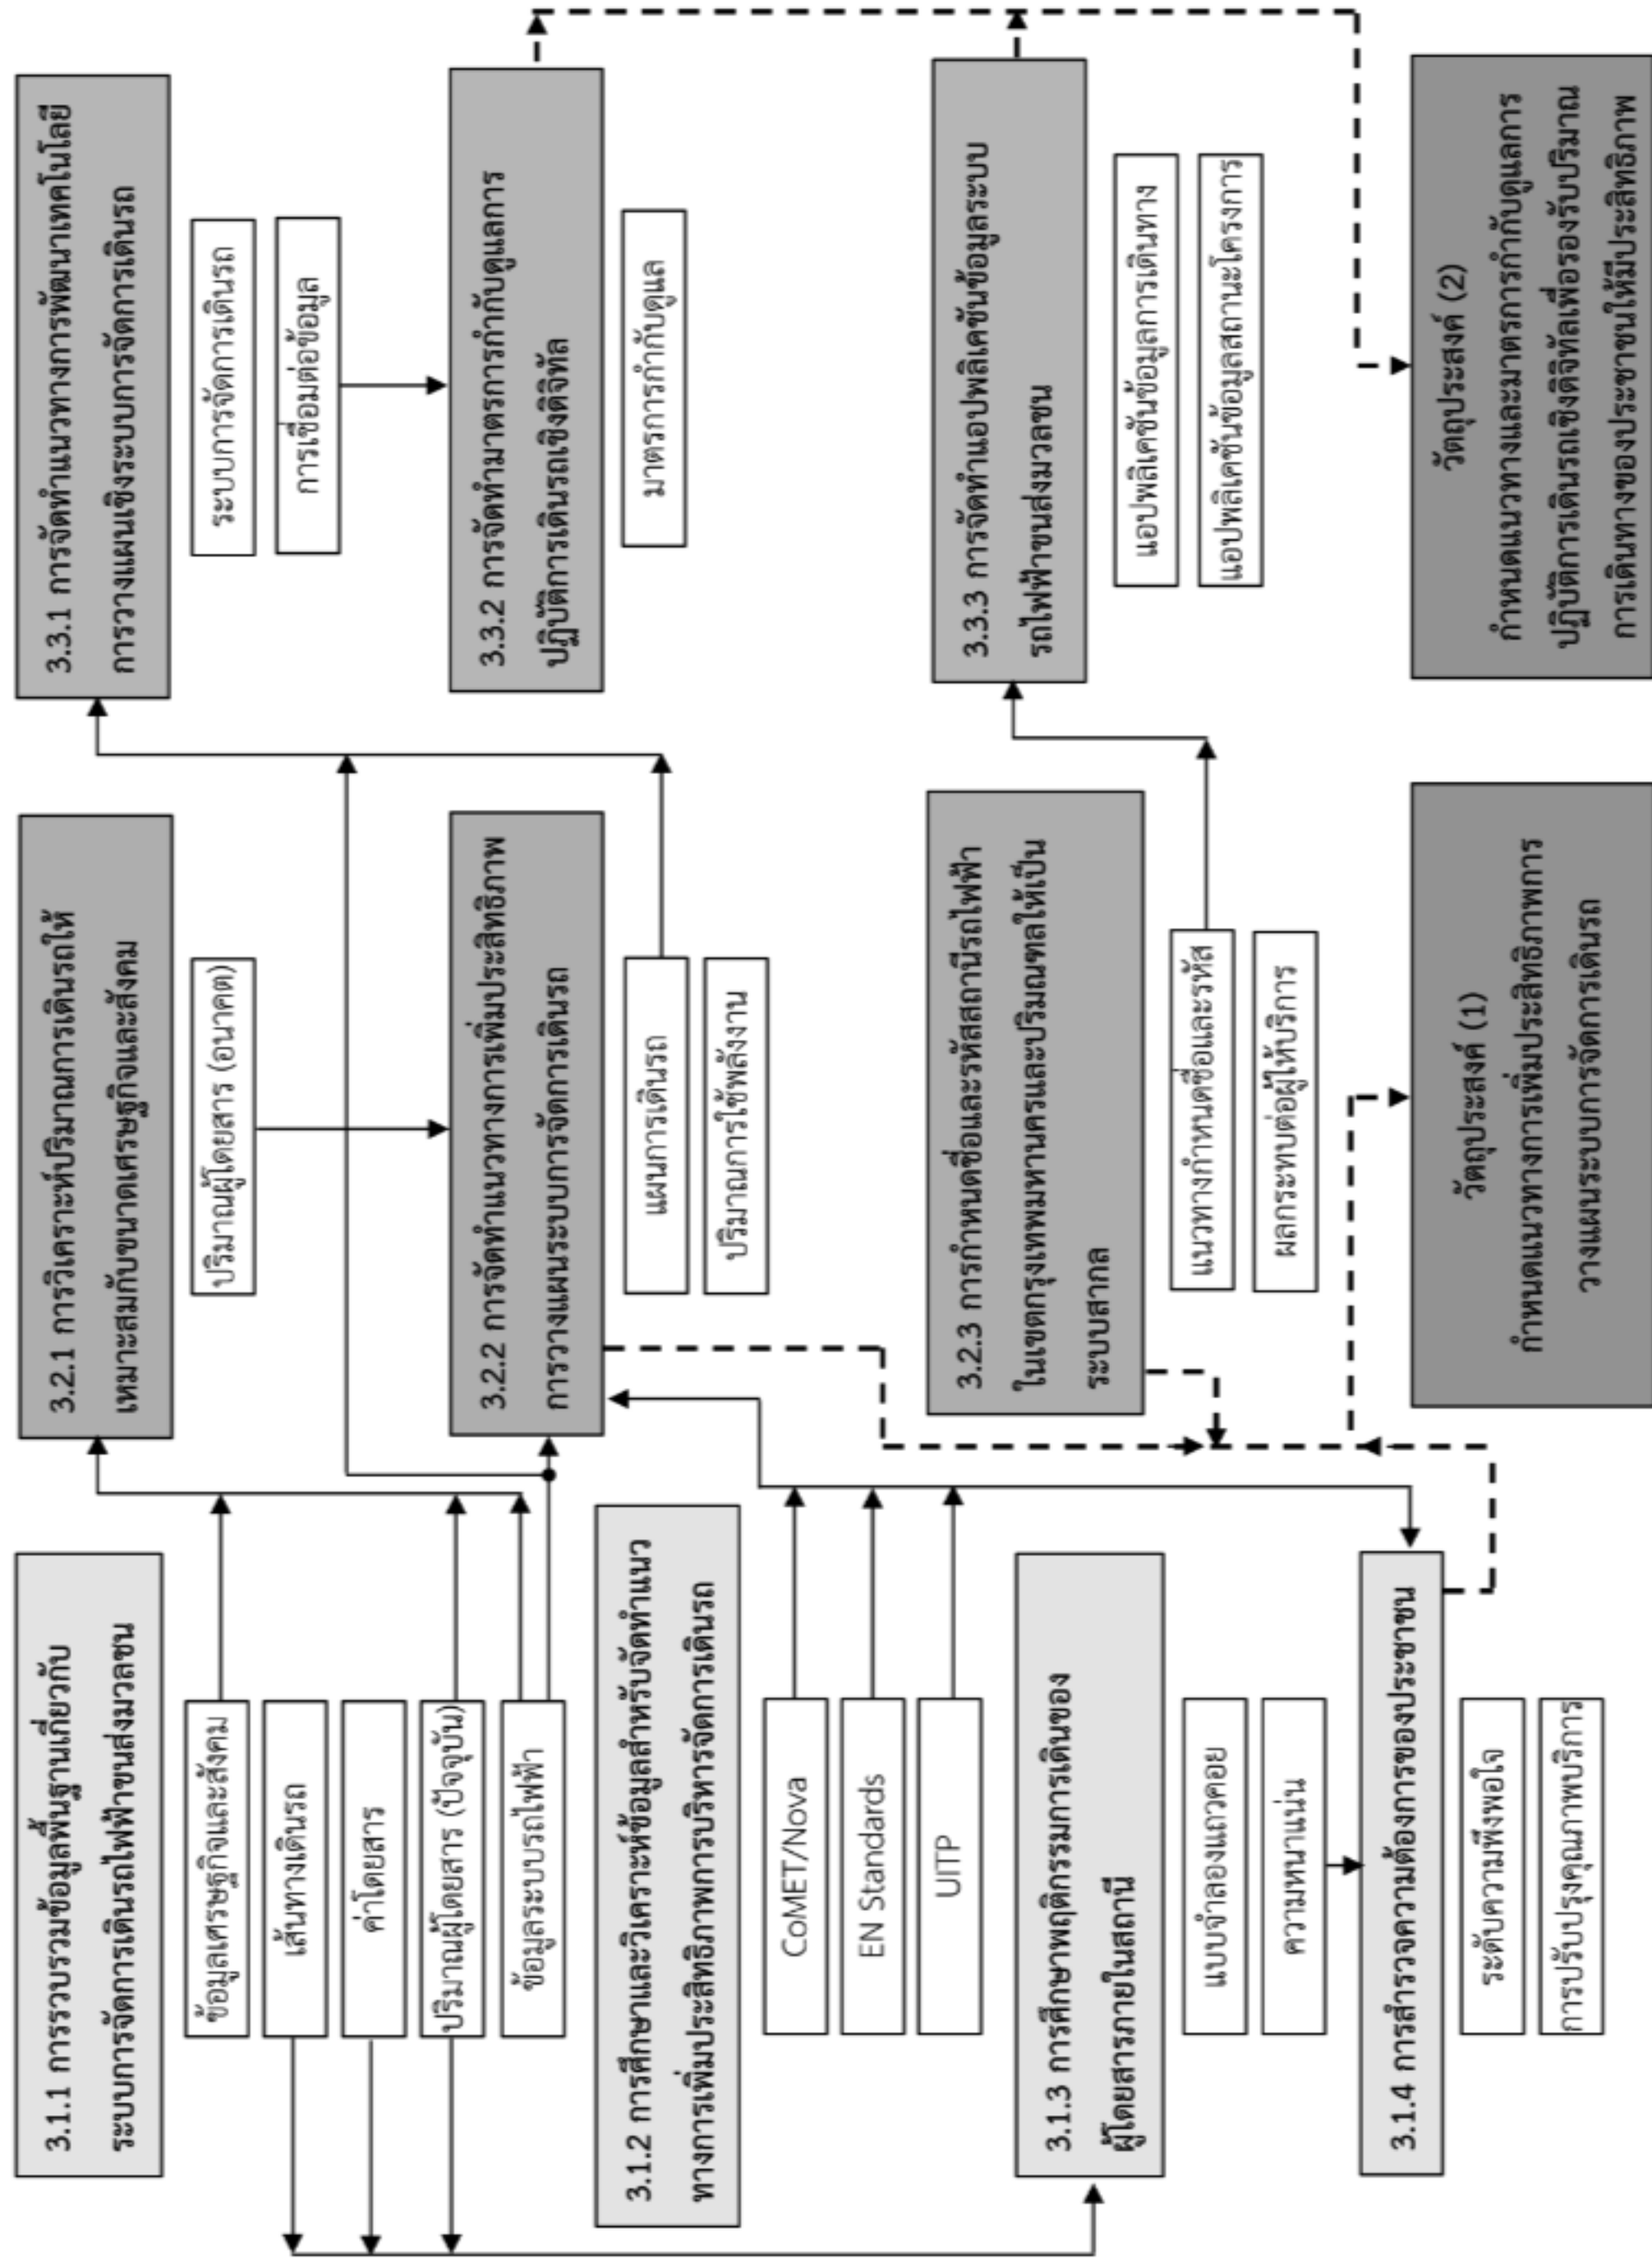 3.1.1 การรวบรวมข้อมูลพื้นฐานเกี่ยวกับ
ระบบการจัดการเดินรถไฟฟ้าขนส่งมวลชน
ข้อมูลเศรษฐกิจและสังคม
เส้นทางเดินรถ
ค่าโดยสาร
ปริมาณผู้โดยสาร (ปัจจุบัน)
ข้อมูลระบบรถไฟฟ้า
3.1.2 การศึกษาและวิเคราะห์ข้อมูลสำหรับจัดทำแนว
ทางการเพิ่มประสิทธิภาพการบริหารจัดการเดินรถ
CoMET/Nova
EN Standards
UITP
3.1.3 การศึกษาพฤติกรรมการเดินของ
ผู้โดยสารภายในสถานี
แบบจำลองแถวคอย
ความหนาแน่น
3.1.4 การสำรวจความต้องการของประชาชน
ระดับความพึงพอใจ
การปรับปรุงคุณภาพบริการ
3.2.1 การวิเคราะห์ปริมาณการเดินรถให้
เหมาะสมกับขนาดเศรษฐกิจและสังคม
ปริมาณผู้โดยสาร (อนาคต)
3.2.2 การจัดทำแนวทางการเพิ่มประสิทธิภาพ
การวางแผนระบบการจัดการเดินรถ
แผนการเดินรถ
ปริมาณการใช้พลังงาน
3.2.3 การกำหนดชื่อและรหัสสถานีรถไฟฟ้า
ในเขตกรุงเทพมหานครและปริมณฑลให้เป็น
ระบบสากล
แนวทางกำหนดชื่อและรหัส
ผลกระทบต่อผู้ให้บริการ
วัตถุประสงค์ (1)
กำหนดแนวทางการเพิ่มประสิทธิภาพการ
วางแผนระบบการจัดการเดินรถ
3.3.1 การจัดทำแนวทางการพัฒนาเทคโนโลยี
การวางแผนเชิงระบบการจัดการเดินรถ
ระบบการจัดการเดินรถ
การเชื่อมต่อข้อมูล
3.3.2 การจัดทำมาตรการกำกับดูแลการ
ปฏิบัติการเดินรถเชิงดิจิทัล
มาตรการกำกับดูแล
3.3.3 การจัดทำแอปพลิเคชันข้อมูลระบบ
รถไฟฟ้าขนส่งมวลชน
แอปพลิเคชันข้อมูลการเดินทาง
แอปพลิเคชันข้อมูลสถานะโครงการ
วัตถุประสงค์ (2)
กำหนดแนวทางและมาตรการกำกับดูแลการ
ปฏิบัติการเดินรถเชิงดิจิทัลเพื่อรองรับปริมาณ
การเดินทางของประชาชนให้มีประสิทธิภาพ